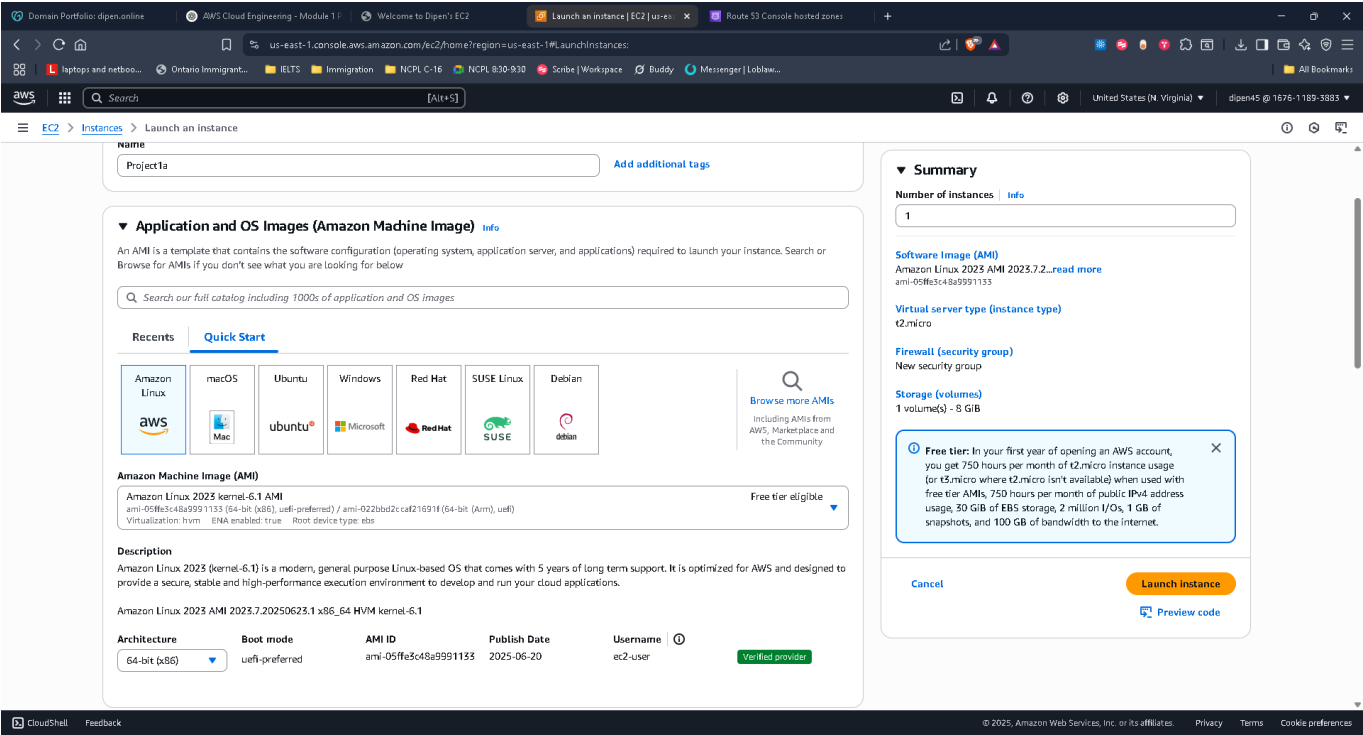 Domain Portfolio: dipen.online
AWS Cloud Engineering - Module 1 P
Welcome to Dipen's EC2
Launch an instance | EC2 | us-ea
Route 53 Console hosted zones
us-east-1.console.aws.amazon.com/ec2/home?region=us-east-1#LaunchInstances:
laptops and netboo...
Ontario Immigrant...
IELTS
Immigration
NCPL C-16
NCPL 8:30-9:30
Scribe | Workspace
Buddy
Messenger | Loblaw...
All Bookmarks
aws
Search
[Alt+S]
United States (N. Virginia)
dipen45 @ 1676-1189-3883
EC2
Instances
Launch an instance
Name
Project1a
Add additional tags
Application and OS Images (Amazon Machine Image) Info
An AMI is a template that contains the software configuration (operating system, application server, and applications) required to launch your instance. Search or
Browse for AMIs if you don't see what you are looking for below
Search our full catalog including 1000s of application and OS images
Recents
Quick Start
Amazon
Linux
aws
macOS
Mac
Ubuntu
ubuntu
Windows
Microsoft
Red Hat
Red Hat
SUSE Linux
SUSE
Debian
debian
Browse more AMIs
Including AMIs from
AWS, Marketplace and
the Community
Amazon Machine Image (AMI)
Amazon Linux 2023 kernel-6.1 AMI
Free tier eligible
ami-05ffe3c48a9991133 (64-bit (x86), uefi-preferred) / ami-022bbd2ccaf21691f (64-bit (Arm), uefi)
Virtualization: hvm ENA enabled: true Root device type: ebs
Description
Amazon Linux 2023 (kernel-6.1) is a modern, general purpose Linux-based OS that comes with 5 years of long term support. It is optimized for AWS and designed to
provide a secure, stable and high-performance execution environment to develop and run your cloud applications.
Amazon Linux 2023 AMI 2023.7.20250623.1 x86_64 HVM kernel-6.1
Architecture
64-bit (x86)
Boot mode
uefi-preferred
AMI ID
ami-05ffe3c48a9991133
Publish Date
2025-06-20
Username
ec2-user
Verified provider
Summary
Number of instances Info
1
Software Image (AMI)
Amazon Linux 2023 AMI 2023.7.2...read more
ami-05ffe3c48a9991133
Virtual server type (instance type)
t2.micro
Firewall (security group)
New security group
Storage (volumes)
1 volume(s) - 8 GiB
Free tier: In your first year of opening an AWS account,
you get 750 hours per month of t2.micro instance usage
(or t3.micro where t2.micro isn't available) when used with
free tier AMIs, 750 hours per month of public IPv4 address
usage, 30 GiB of EBS storage, 2 million I/Os, 1 GB of
snapshots, and 100 GB of bandwidth to the internet.
Cancel
Launch instance
Preview code
CloudShell
Feedback
© 2025, Amazon Web Services, Inc. or its affiliates.
Privacy
Terms
Cookie preferences